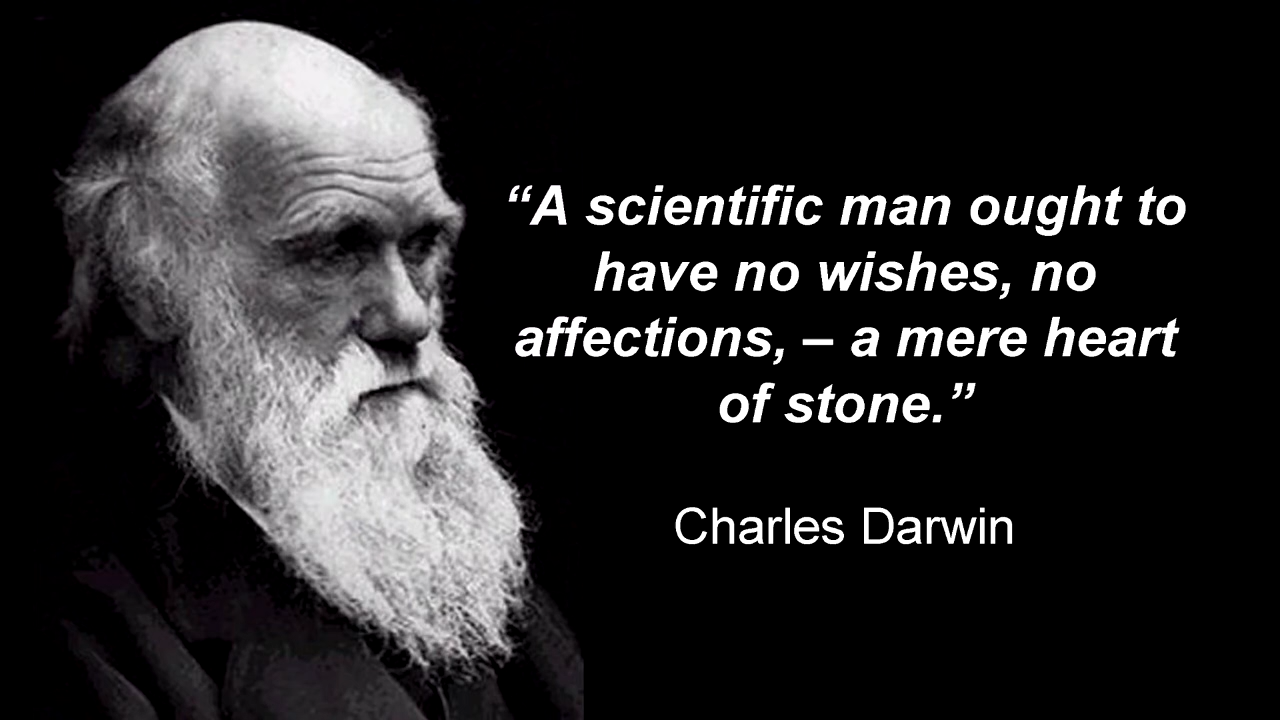 “A scientific man ought to
have no wishes, no
affections, – a mere heart
of stone.”
Charles Darwin